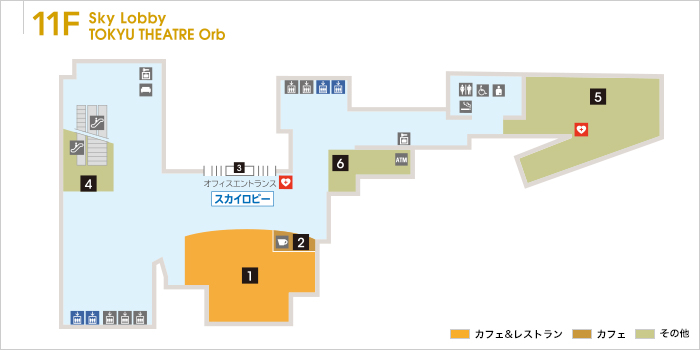 11F
Sky Lobby
TOKYU THEATRE Orb
5
ATM
6
3
オフィスエントランス
スカイロビー
4
2
1
カフェ&レストラン
カフェ
その他